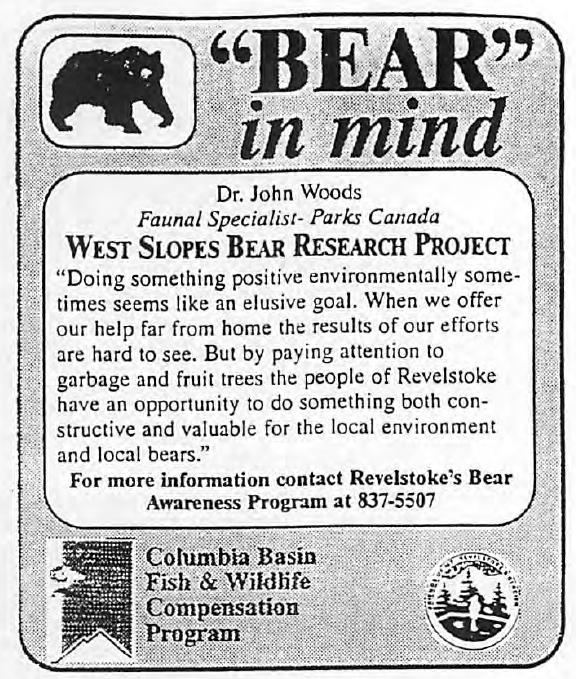 “BEAR”
in mind
Dr. John Woods
Faunal Specialist- Parks Canada
WEST SLOPES BEAR RESEARCH PROJECT
“Doing something positive environmentally some-
times seems like an elusive goal. When we offer
our help far from home the results of our efforts
are hard to see. But by paying attention to
garbage and fruit trees the people of Revelstoke
have an opportunity to do something both con-
structive and valuable for the local environment
and local bears.”
For more information contact Revelstoke’s Bear
Awareness Program at 837-5507
Columbia Basin
Fish & Wildlife
Compensation
Program